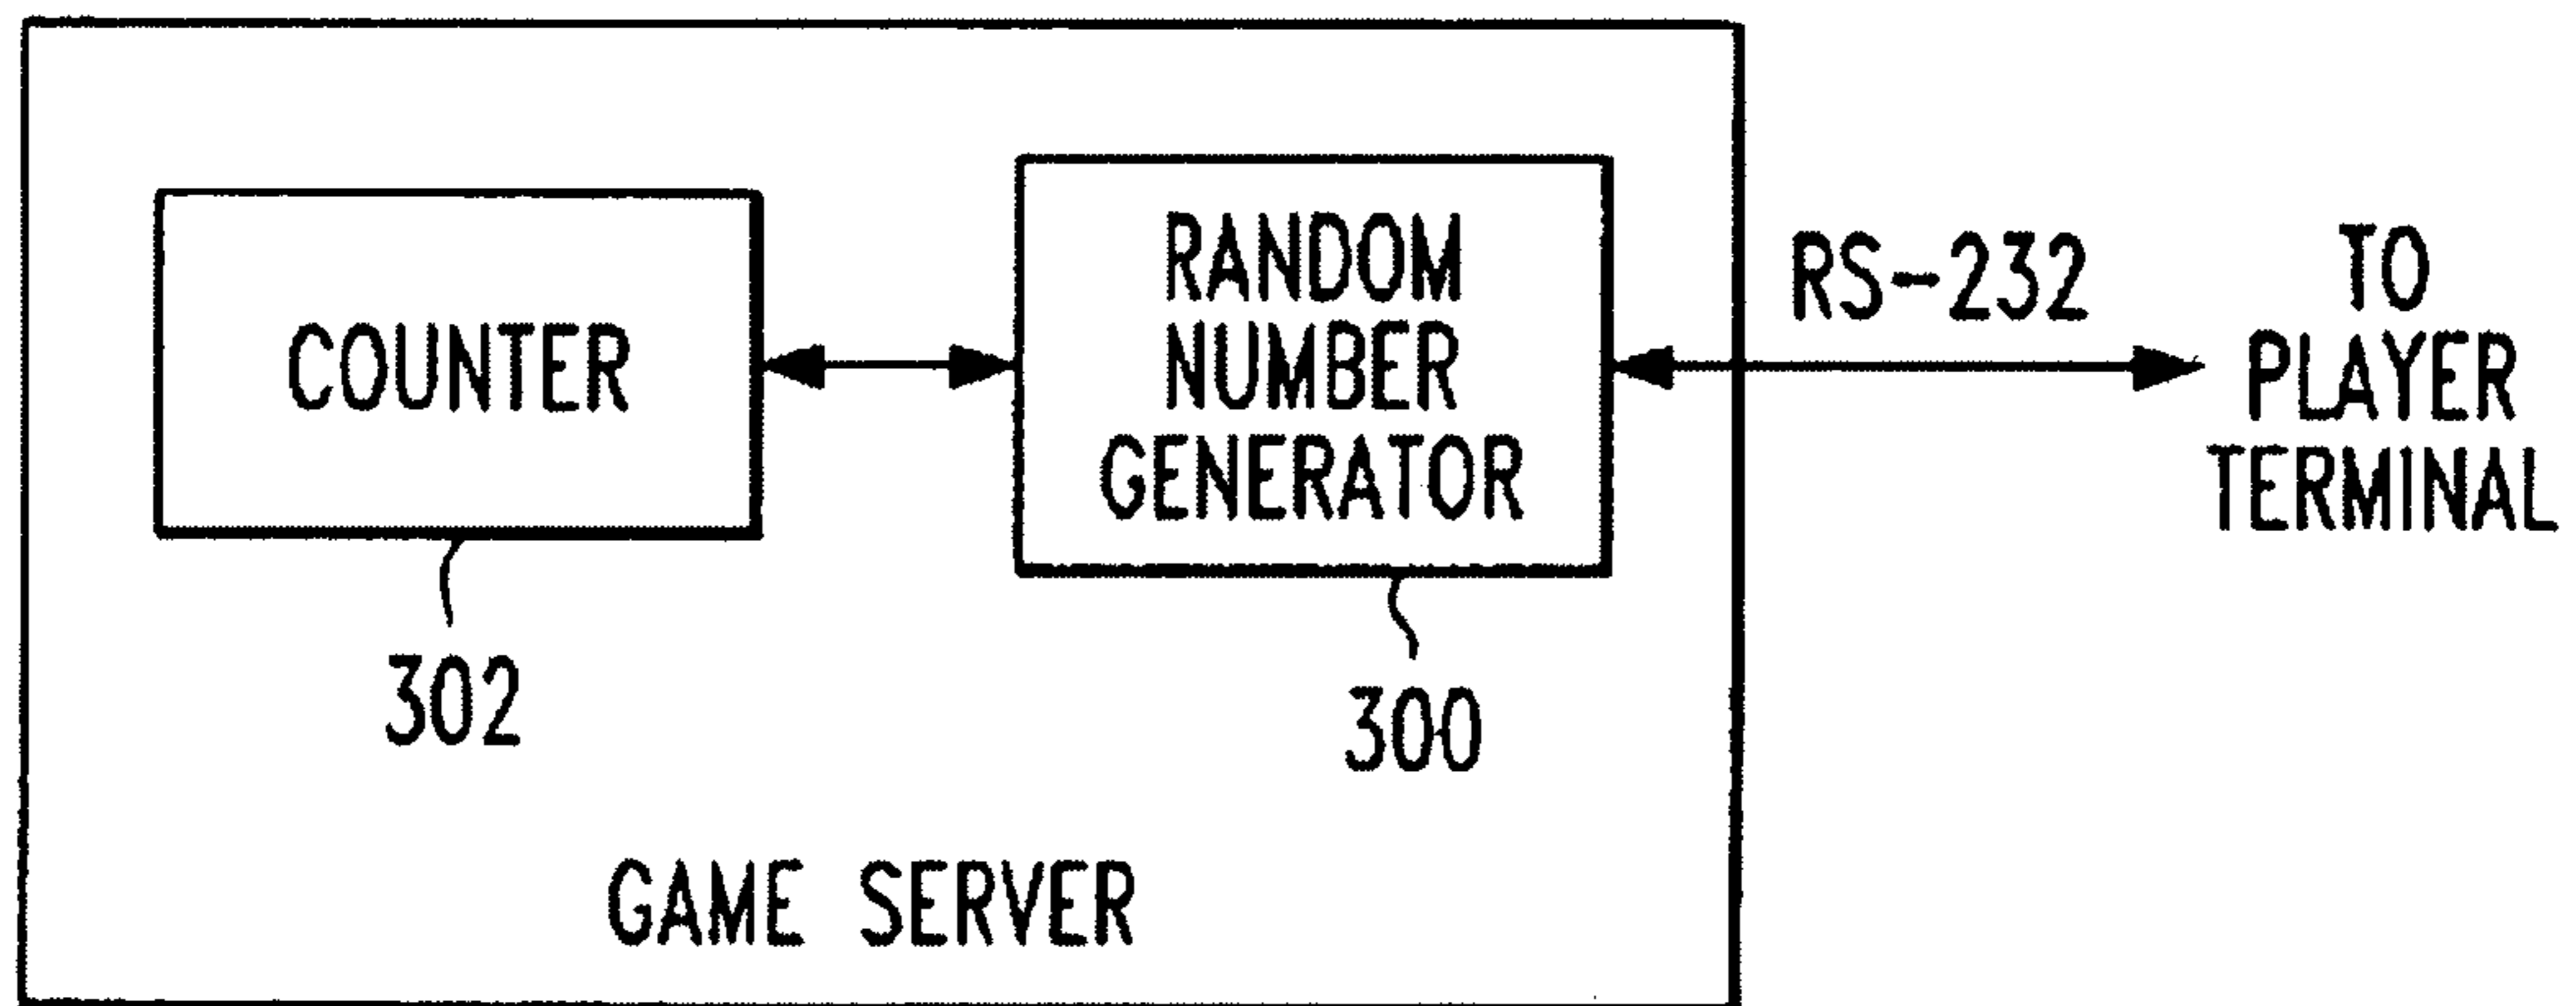 COUNTER
302
RANDOM
NUMBER
GENERATOR
300
RS-232
TO
PLAYER
TERMINAL
GAME SERVER